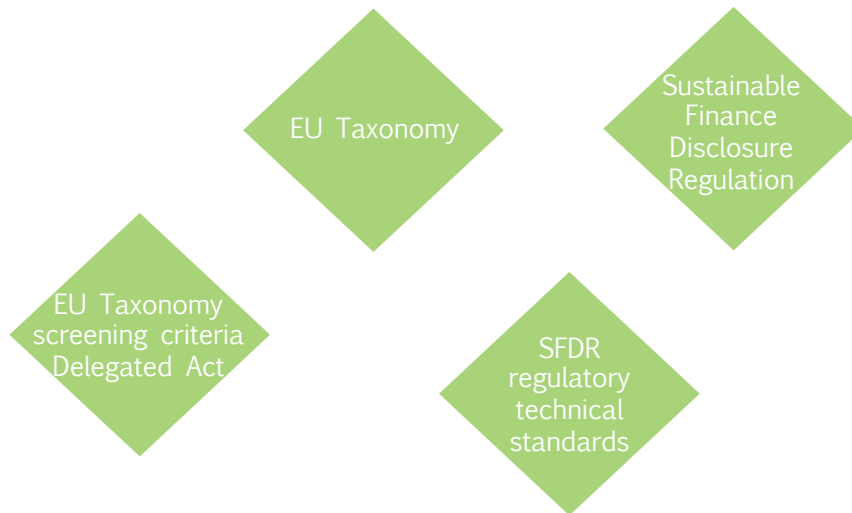 EU Taxonomy
Sustainable
Finance
Disclosure
Regulation
EU Taxonomy
screening criteria
Delegated Act
SFDR
regulatory
technical
standards